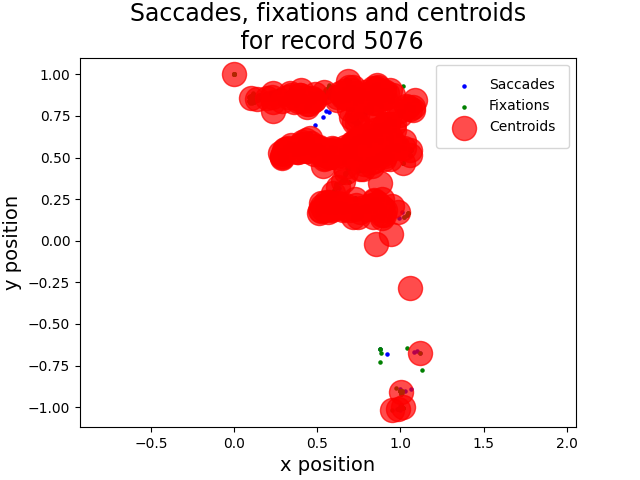 Saccades, fixations and centroids
for record 5076
Saccades
Fixations
Centroids
1.00
0.75
0.50
0.25
0.00
−0.25
−0.50
−0.75
−1.00
y position
−0.5
0.0
0.5
1.0
1.5
2.0
x position